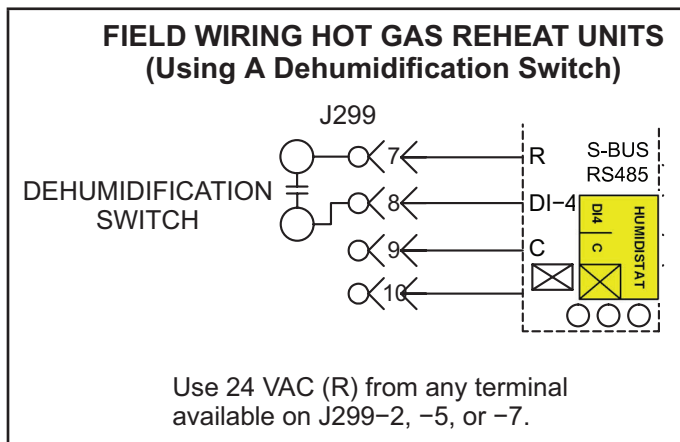 FIELD WIRING HOT GAS REHEAT UNITS
(Using A Dehumidification Switch)
J299
DEHUMIDIFICATION
SWITCH
7
R
8
DI−4
9
C
10
S-BUS
RS485
DI4
C
HUMIDISTAT
Use 24 VAC (R) from any terminal
available on J299−2, −5, or −7.